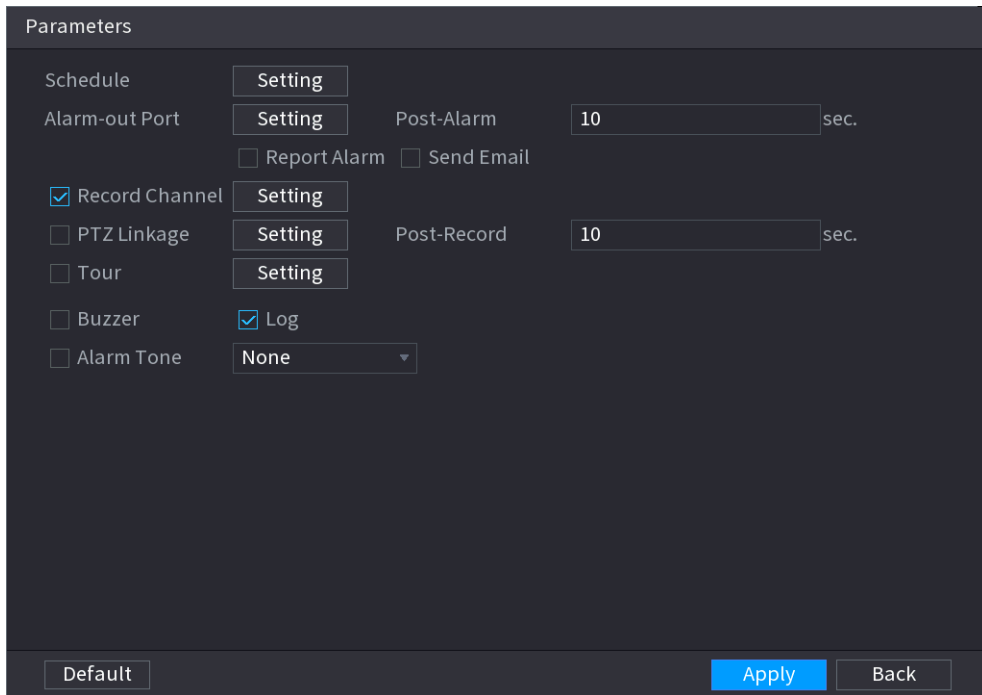 Parameters
Schedule Setting
Alarm-out Port Setting Post-Alarm 10 sec.
Report Alarm Send Email
Record Channel Setting
PTZ Linkage Setting Post-Record 10 sec.
Tour Setting
Buzzer Log
Alarm Tone None
Default Apply Back